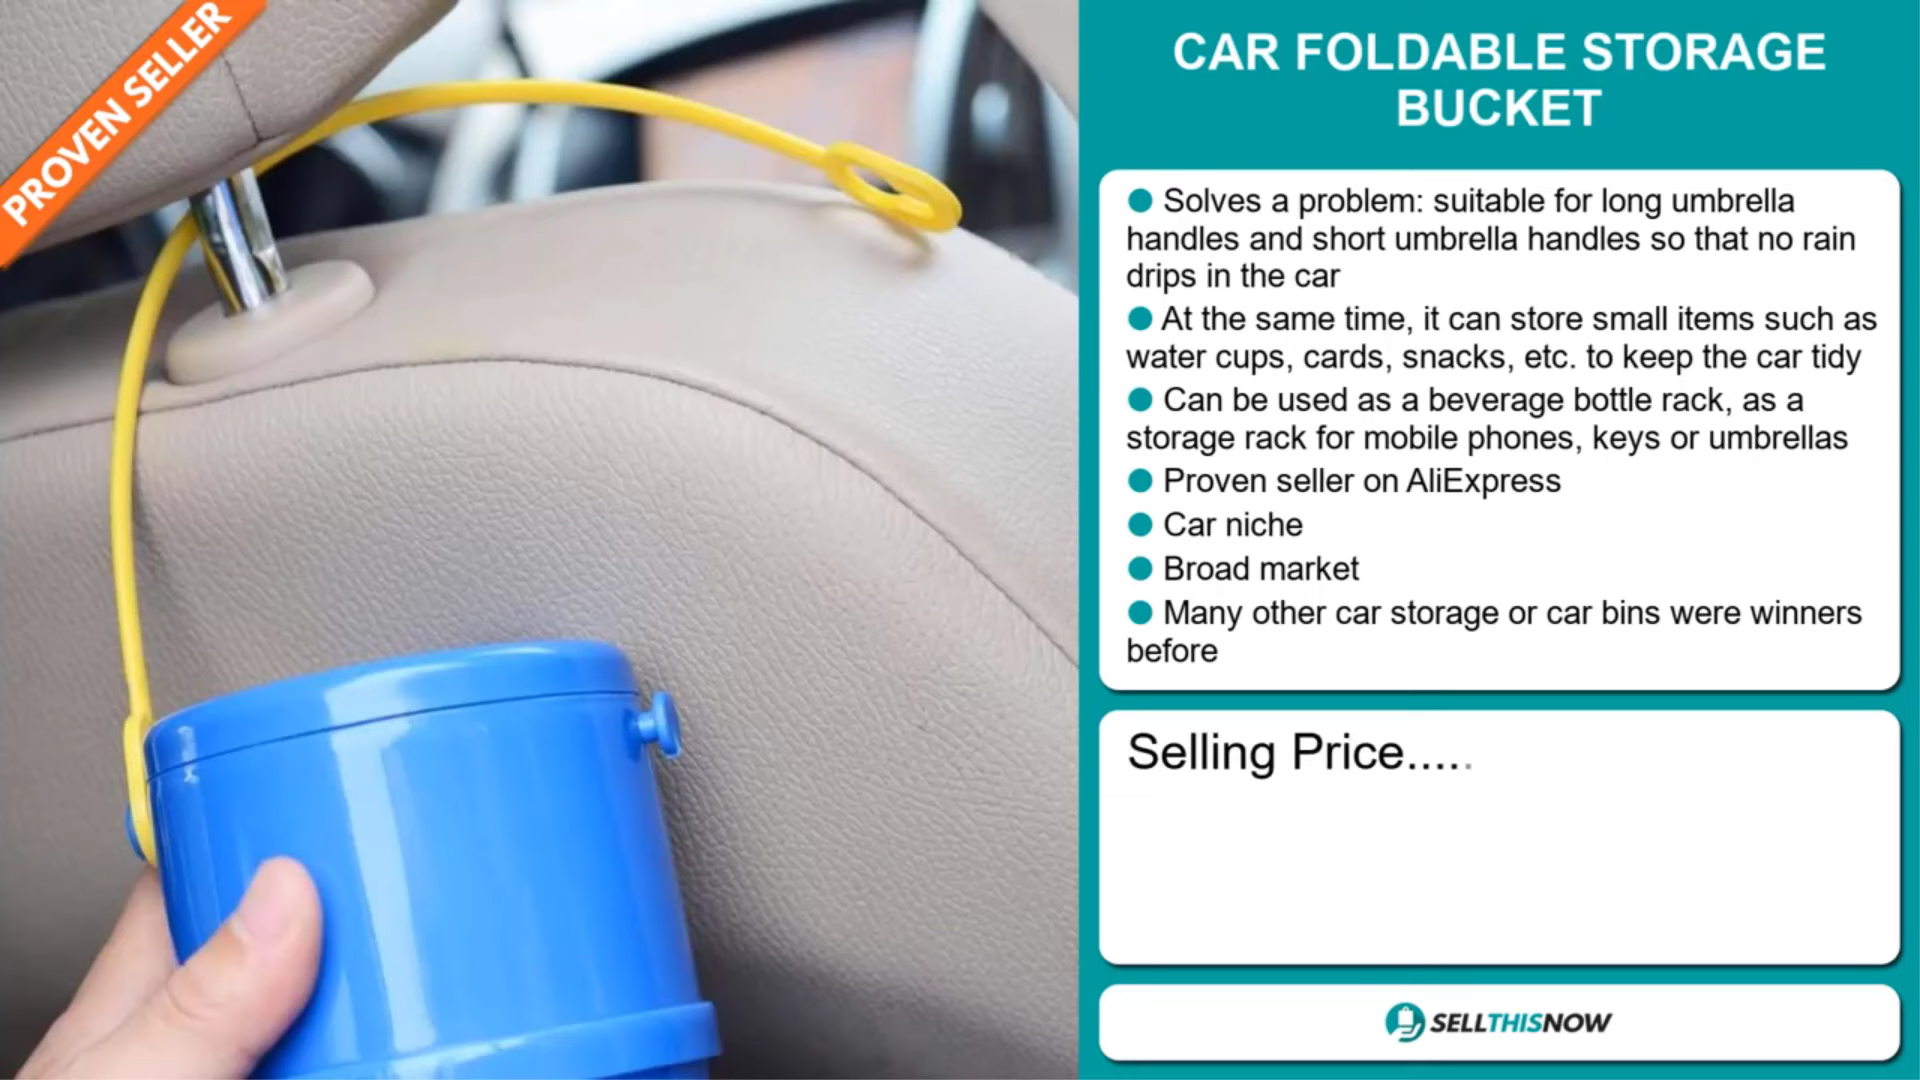 PROVEN SELLER
CAR FOLDABLE STORAGE
BUCKET
● Solves a problem: suitable for long umbrella
handles and short umbrella handles so that no rain
drips in the car
● At the same time, it can store small items such as
water cups, cards, snacks, etc. to keep the car tidy
● Can be used as a beverage bottle rack, as a
storage rack for mobile phones, keys or umbrellas
● Proven seller on AliExpress
● Car niche
● Broad market
● Many other car storage or car bins were winners
before
Selling Price.....
SELLTHISNOW